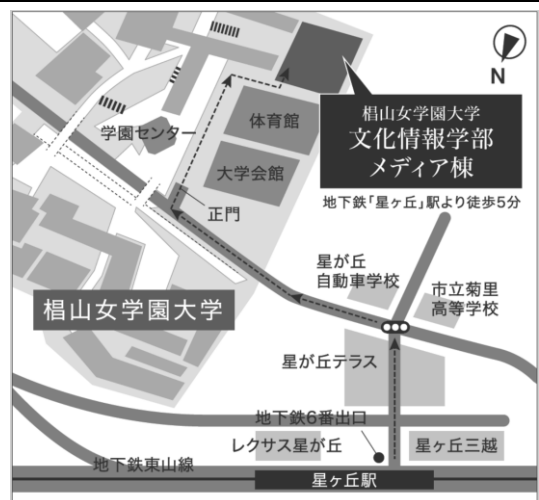 N
椙山女学園大学
文化情報学部
メディア棟
地下鉄「星ヶ丘」駅より徒歩5分
学園センター
体育館
大学会館
正門
星が丘
自動車学校
市立菊里
高等学校
椙山女学園大学
星が丘テラス
地下鉄6番出口
レクサス星が丘
星ヶ丘三越
地下鉄東山線
星ヶ丘駅